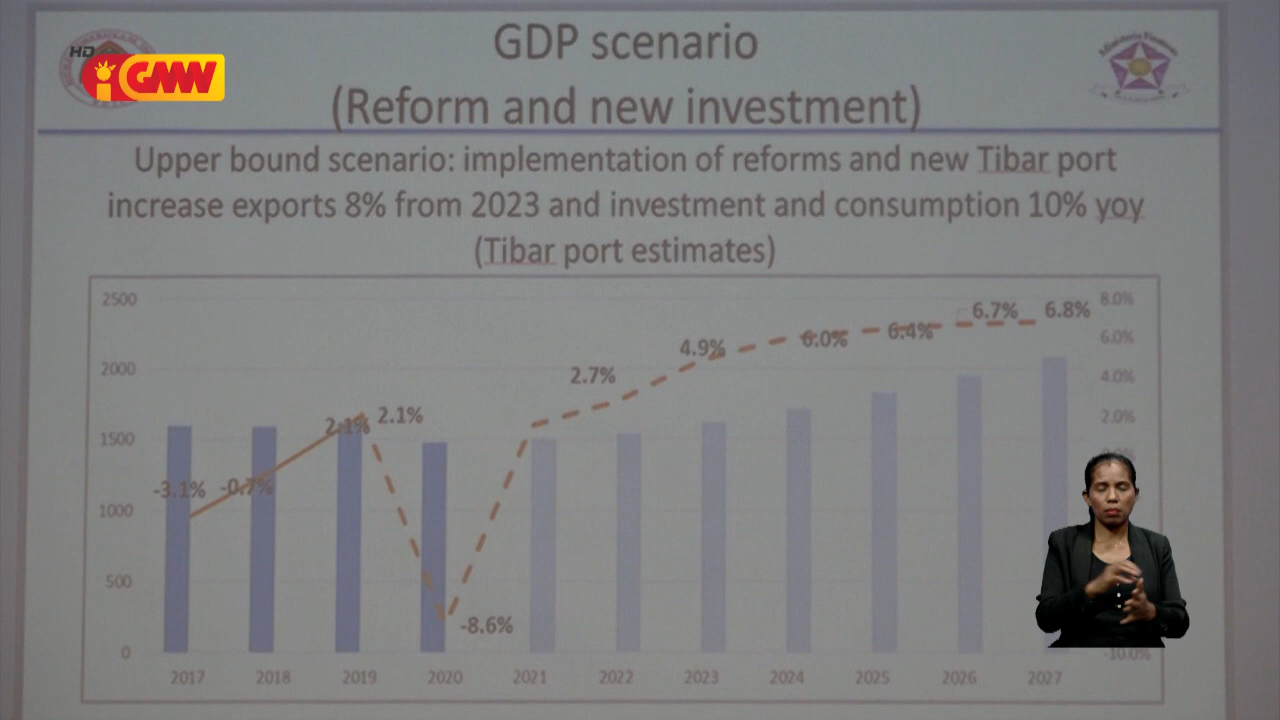 HD
GMN
GDP scenario
(Reform and new investment)
Upper bound scenario: implementation of reforms and new Tibar port
increase exports 8% from 2023 and investment and consumption 10% yoy
(Tibar port estimates)
2500
2000
1500
1000
500
0
8.0%
6.0%
4.0%
2.0%
-10.0%
-3.1%
-0.7%
2.1%
2.1%
-8.6%
2.7%
4.9%
6.0%
6.4%
6.7%
6.8%
2017 2018 2019 2020 2021 2022 2023 2024 2025 2026 2027